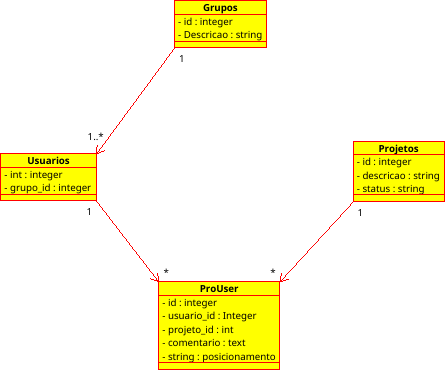 Grupos
- id : integer
- Descricao : string
1
1..*
Usuarios
- int : integer
- grupo_id : integer
1
Projetos
- id : integer
- descricao : string
- status : string
1
*
*
ProUser
- id : integer
- usuario_id : Integer
- projeto_id : int
- comentario : text
- string : posicionamento